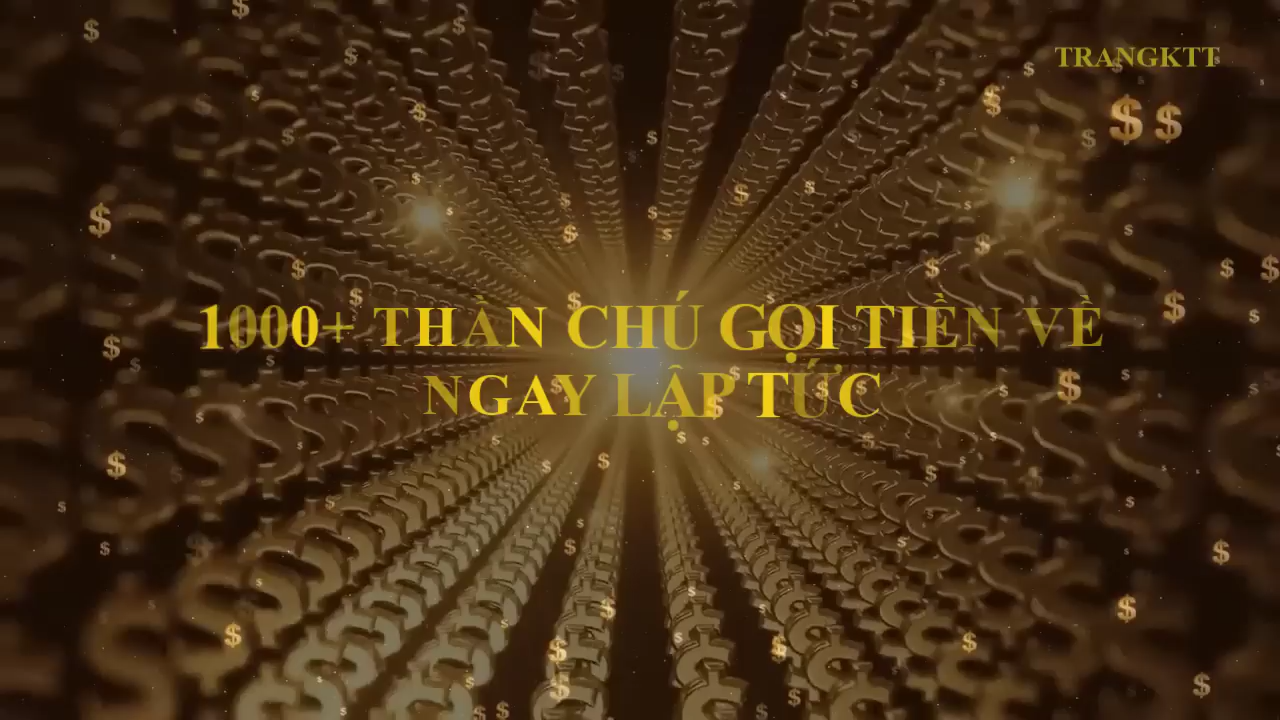 TRANGKTT
1000+ THẦN CHÚ GỌI TIỀN VỀ
NGAY LẬP TỨC